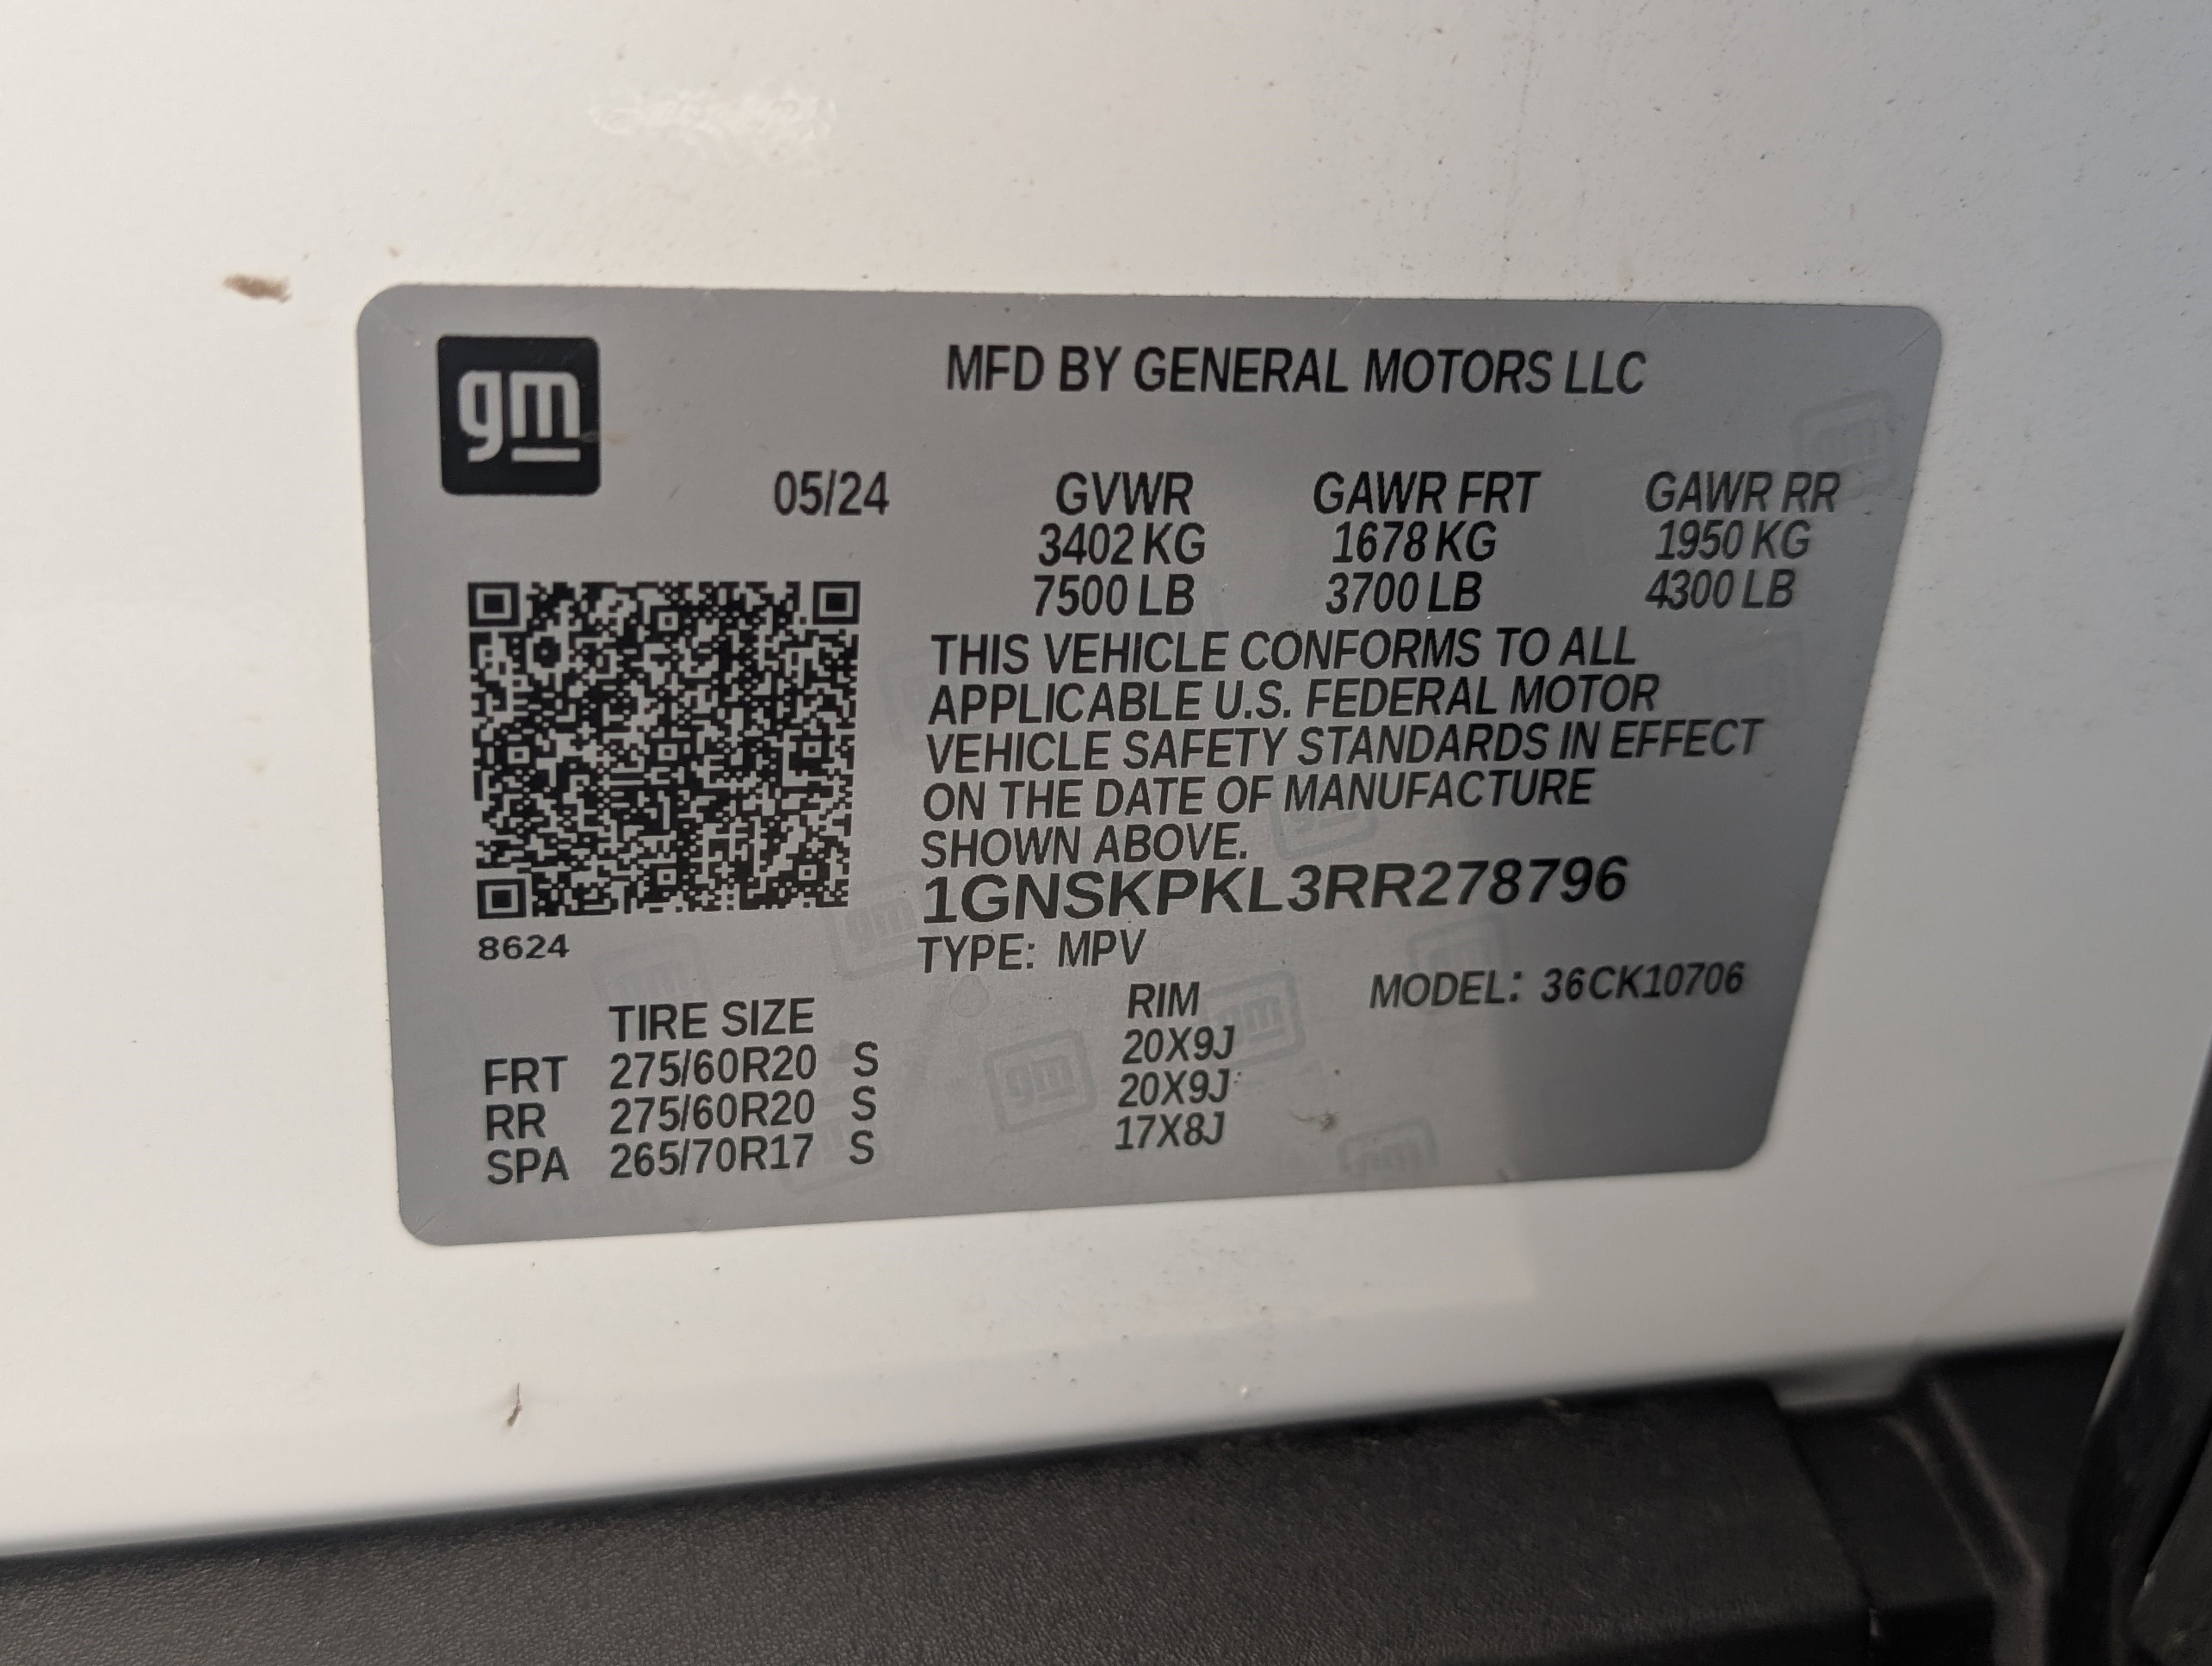 gm
MFD BY GENERAL MOTORS LLC
05/24 GVWR GAWR FRT GAWR RR
3402 KG 1678 KG 1950 KG
7500 LB 3700 LB 4300 LB
THIS VEHICLE CONFORMS TO ALL
APPLICABLE U.S. FEDERAL MOTOR
VEHICLE SAFETY STANDARDS IN EFFECT
ON THE DATE OF MANUFACTURE
SHOWN ABOVE.
1GNSKPKL3RR278796
8624
TYPE: MPV
MODEL: 36CK10706
TIRE SIZE RIM
FRT 275/60R20 S 20X9J
RR 275/60R20 S 20X9J
SPA 265/70R17 S 17X8J